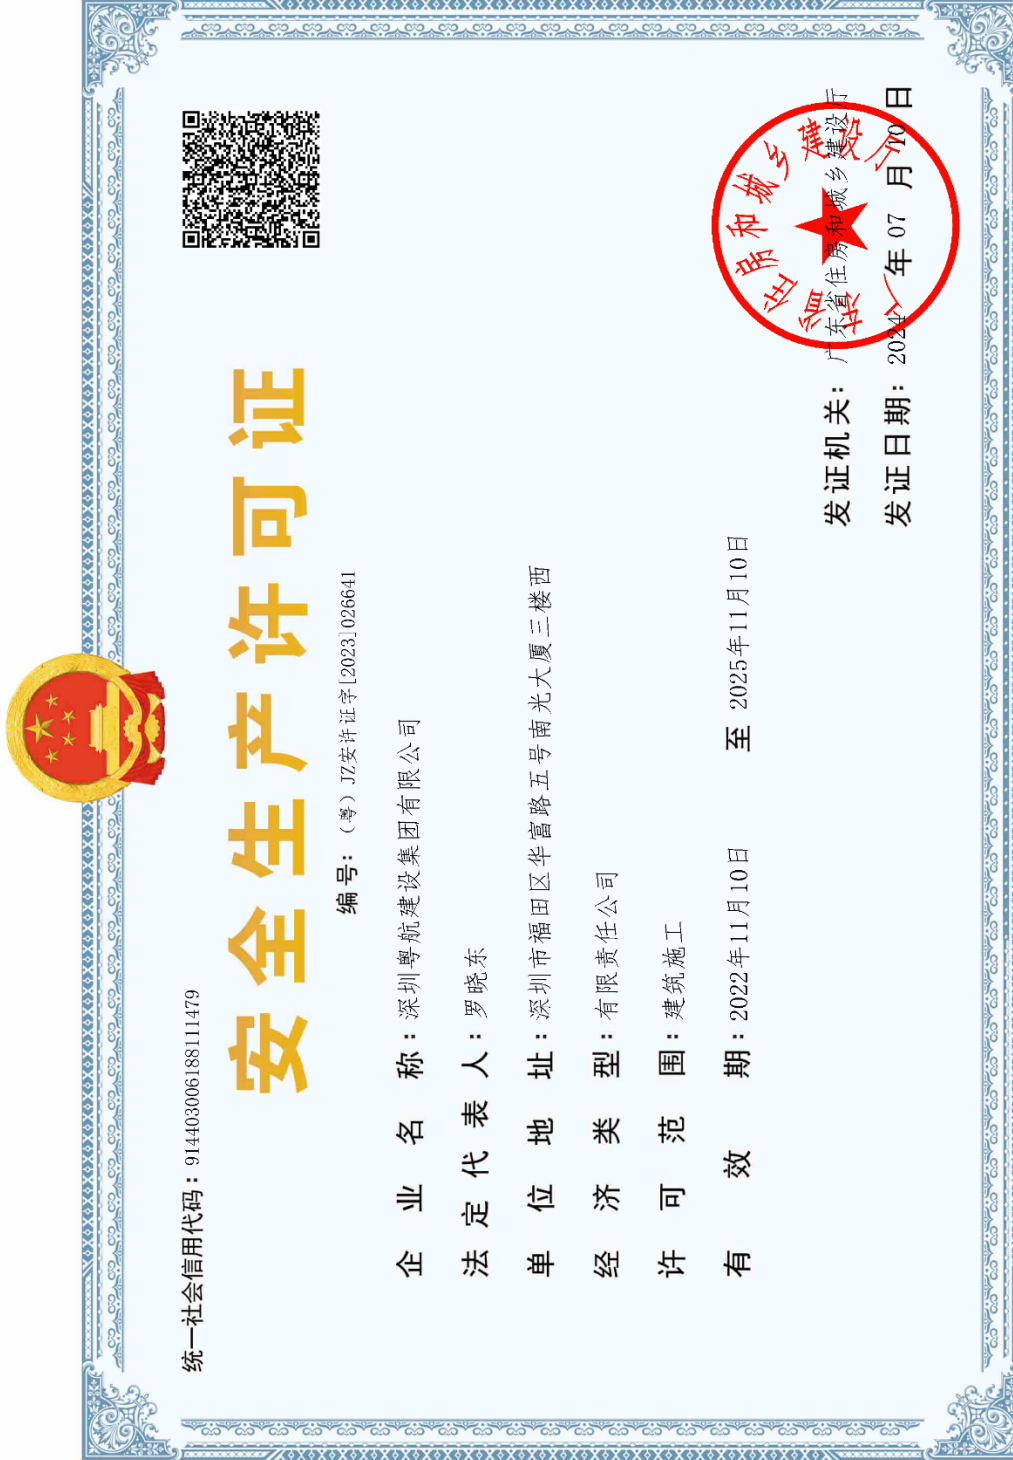 统一社会信用代码：914403006188111479
安全生产许可证
编号：（粤）JZ安许证字[2023]026641
企业名称：深圳粤航建设集团有限公司
法定代表人：罗晓东
单位地址：深圳市福田区华富路五号南光大厦三楼西
经济类型：有限责任公司
许可范围：建筑施工
有效期：2022年11月10日 至 2025年11月10日
发证机关：广东省住房和城乡建设厅
发证日期：2024年07月10日
广东省住房和城乡建设厅